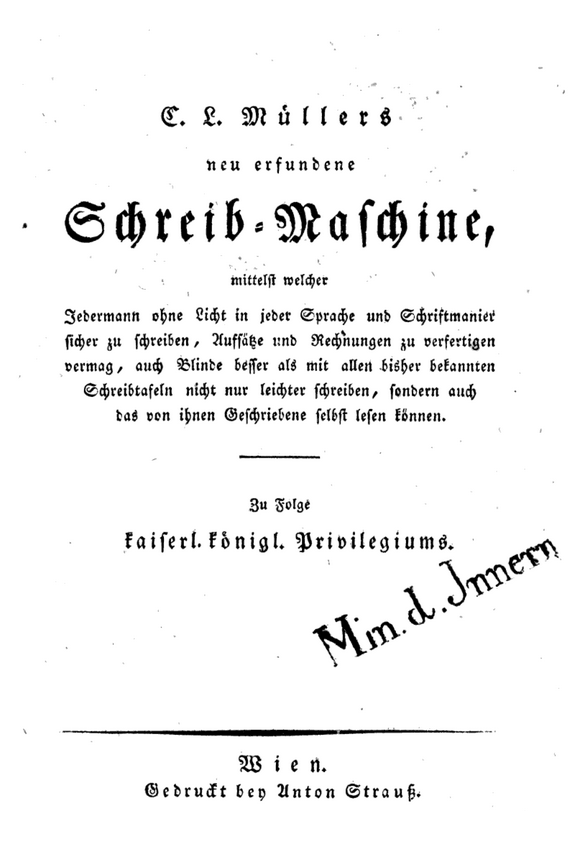 C. L. Müllers
neu erfundene
Schreib-Maschine,
mittelst welcher
Jedermann ohne Licht in jeder Sprache und Schriftmanier
sicher zu schreiben, Aufsätze und Rechnungen zu verfertigen
vermag, auch Blinde besser als mit allen bisher bekannten
Schreibtafeln nicht nur leichter schreiben, sondern auch
das von ihnen Geschriebene selbst lesen können.
Zu Folge
kaiserl. königl. Privilegiums.
Min. d. Innern
Wien.
Gedruckt bey Anton Strauß.